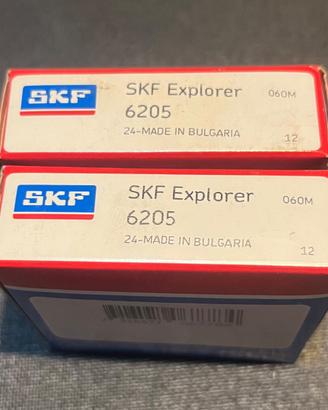 SKF
SKF Explorer
060M
6205
24-MADE IN BULGARIA
12
SKF
SKF Explorer
060M
6205
24-MADE IN BULGARIA
12